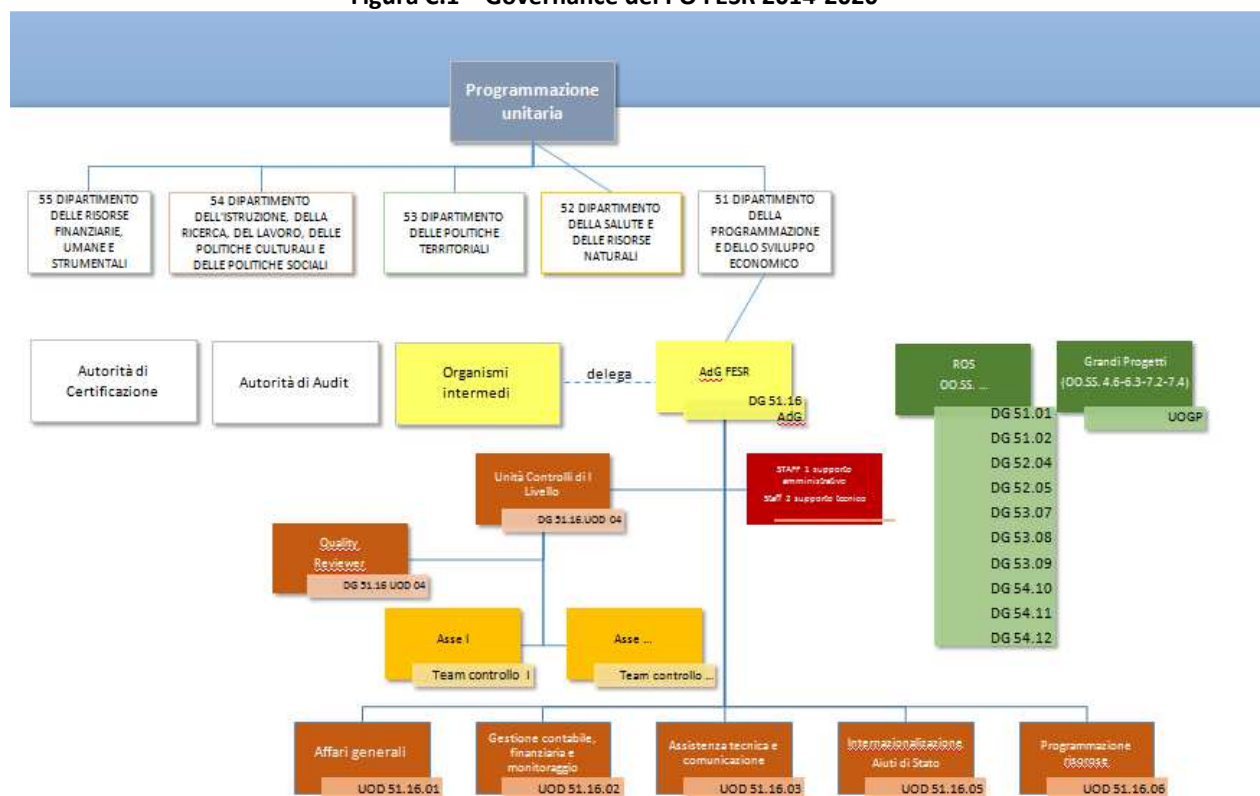 Figura C.1 – Governance del PO FESR 2014-2020
Programmazione
unitaria
55 DIPARTIMENTO
DELLE RISORSE
FINANZIARIE,
UMANE E
STRUMENTALI
54 DIPARTIMENTO
DELL'ISTRUZIONE, DELLA
RICERCA, DEL LAVORO, DELLE
POLITICHE CULTURALI E
DELLE POLITICHE SOCIALI
53 DIPARTIMENTO
DELLE POLITICHE
TERRITORIALI
52 DIPARTIMENTO
DELLA SALUTE E
DELLE RISORSE
NATURALI
51 DIPARTIMENTO
DELLA
PROGRAMMAZIONE
E DELLO SVILUPPO
ECONOMICO
Autorità di
Certificazione
Autorità di Audit
Organismi
intermedi
delega
AdG FESR
DG 51.16
AdG
ROS
OO.SS. ...
DG 51.01
DG 51.02
DG 52.04
DG 52.05
DG 53.07
DG 53.08
DG 53.09
DG 54.10
DG 54.11
DG 54.12
Grandi Progetti
(OO.SS. 4.6-6.3-7.2-7.4)
UOGP
Unità Controlli di I
Livello
DG 51.16.UOD 04
STAFF 1 supporto
amministrativo
Staff 2 supporto tecnico
Quality
Reviewer
DG 51.16 UOD 04
Asse I
Team controllo I
Asse ...
Team controllo ...
Affari generali
UOD 51.16.01
Gestione contabile,
finanziaria e
monitoraggio
UOD 51.16.02
Assistenza tecnica e
comunicazione
UOD 51.16.03
Internazionalizzazione
Aiuti di Stato
UOD 51.16.05
Programmazione
UOD 51.16.06